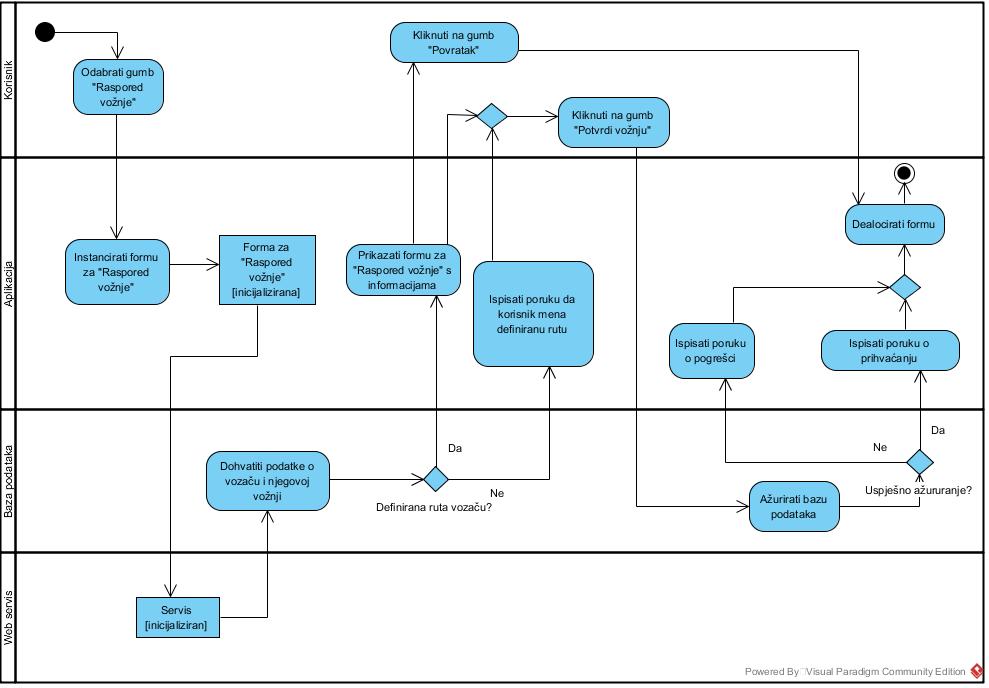 Korisnik
Odabrati gumb
"Raspored
vožnje"
Kliknuti na gumb
"Povratak"
Kliknuti na gumb
"Potvrdi vožnju"
Aplikacija
Instancirati formu
za "Raspored
vožnje"
Forma za
"Raspored
vožnje"
[inicijalizirana]
Prikazati formu za
"Raspored vožnje" s
informacijama
Ispisati poruku da
korisnik mena
definiranu rutu
Dealocirati formu
Ispisati poruku
o pogrešci
Ispisati poruku o
prihvaćanju
Baza podataka
Dohvatiti podatke o
vozaču i njegovoj
vožnji
Da
Ne
Definirana ruta vozaču?
Ažurirati bazu
podataka
Ne
Da
Uspješno ažururanje?
Web servis
Servis
[inicijaliziran]
Powered By Visual Paradigm Community Edition